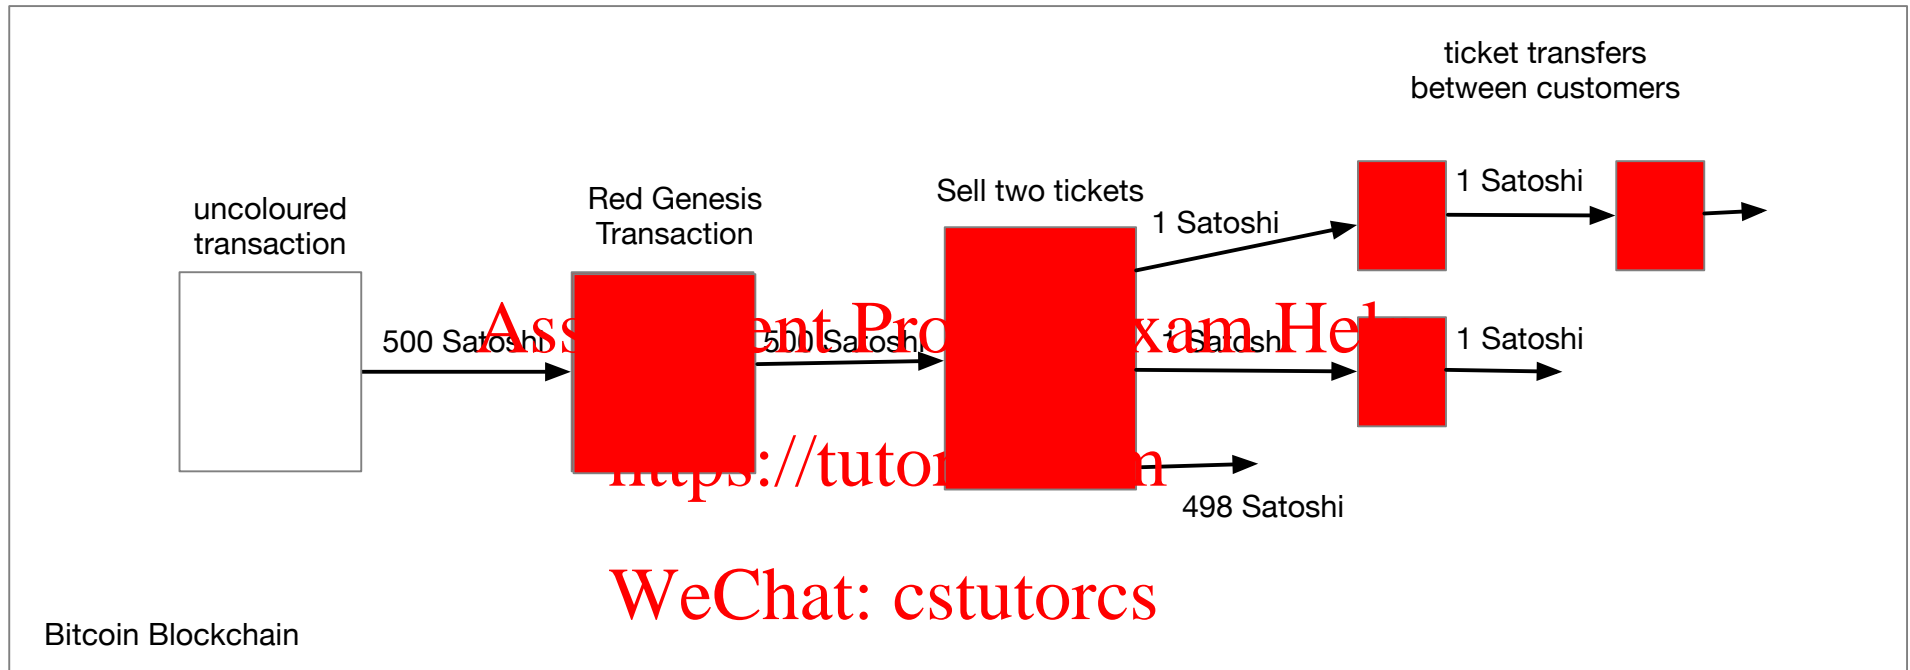 ticket transfers
between customers
uncoloured
transaction
Red Genesis
Transaction
Sell two tickets
1 Satoshi
1 Satoshi
500 Satoshi
500 Satoshi
1 Satoshi
1 Satoshi
Help
498 Satoshi
WeChat: cstutorcs
Bitcoin Blockchain